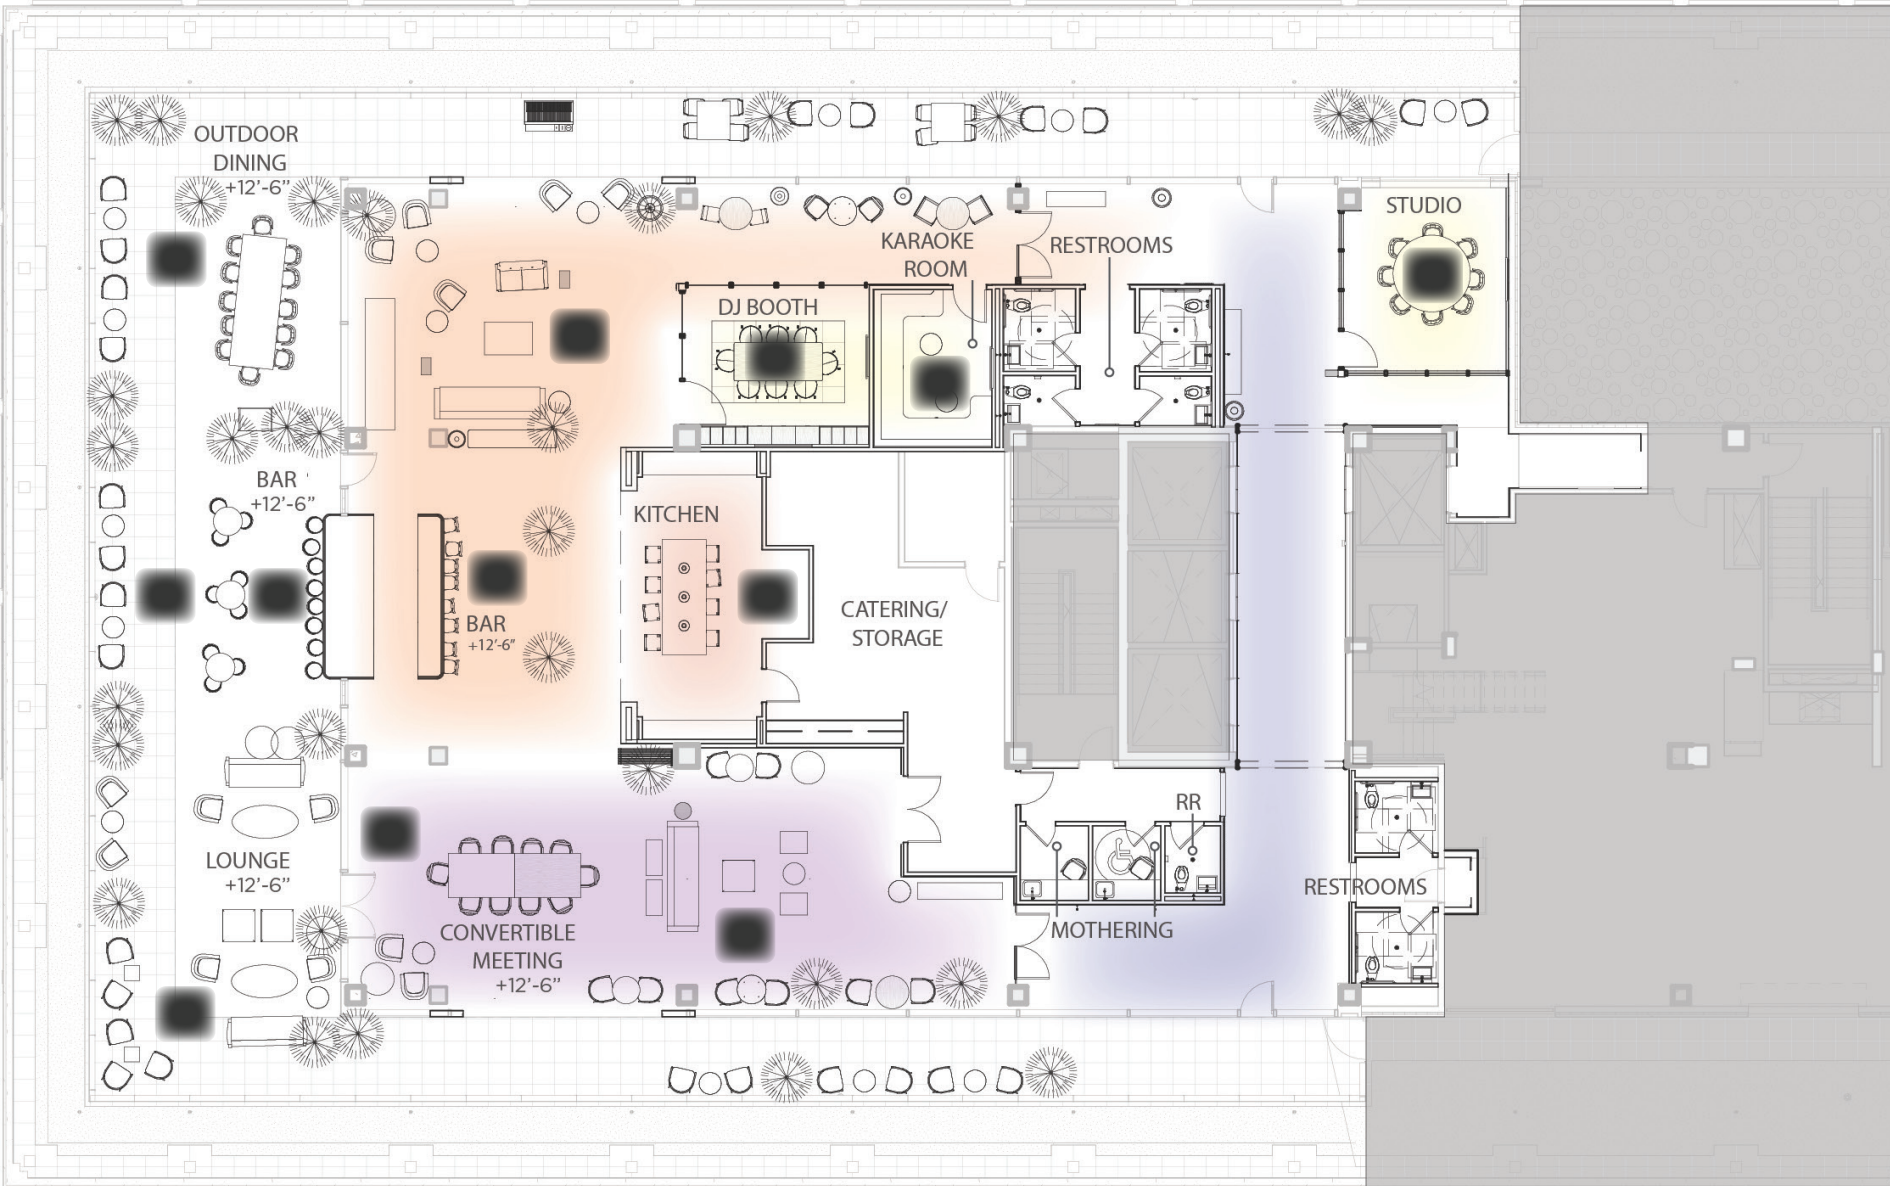 OUTDOOR
DINING
+12'-6"
STUDIO
KARAOKE
ROOM
RESTROOMS
DJ BOOTH
BAR
+12'-6"
KITCHEN
CATERING/
STORAGE
BAR
+12'-6"
RR
LOUNGE
+12'-6"
RESTROOMS
CONVERTIBLE
MEETING
+12'-6"
MOTHERING